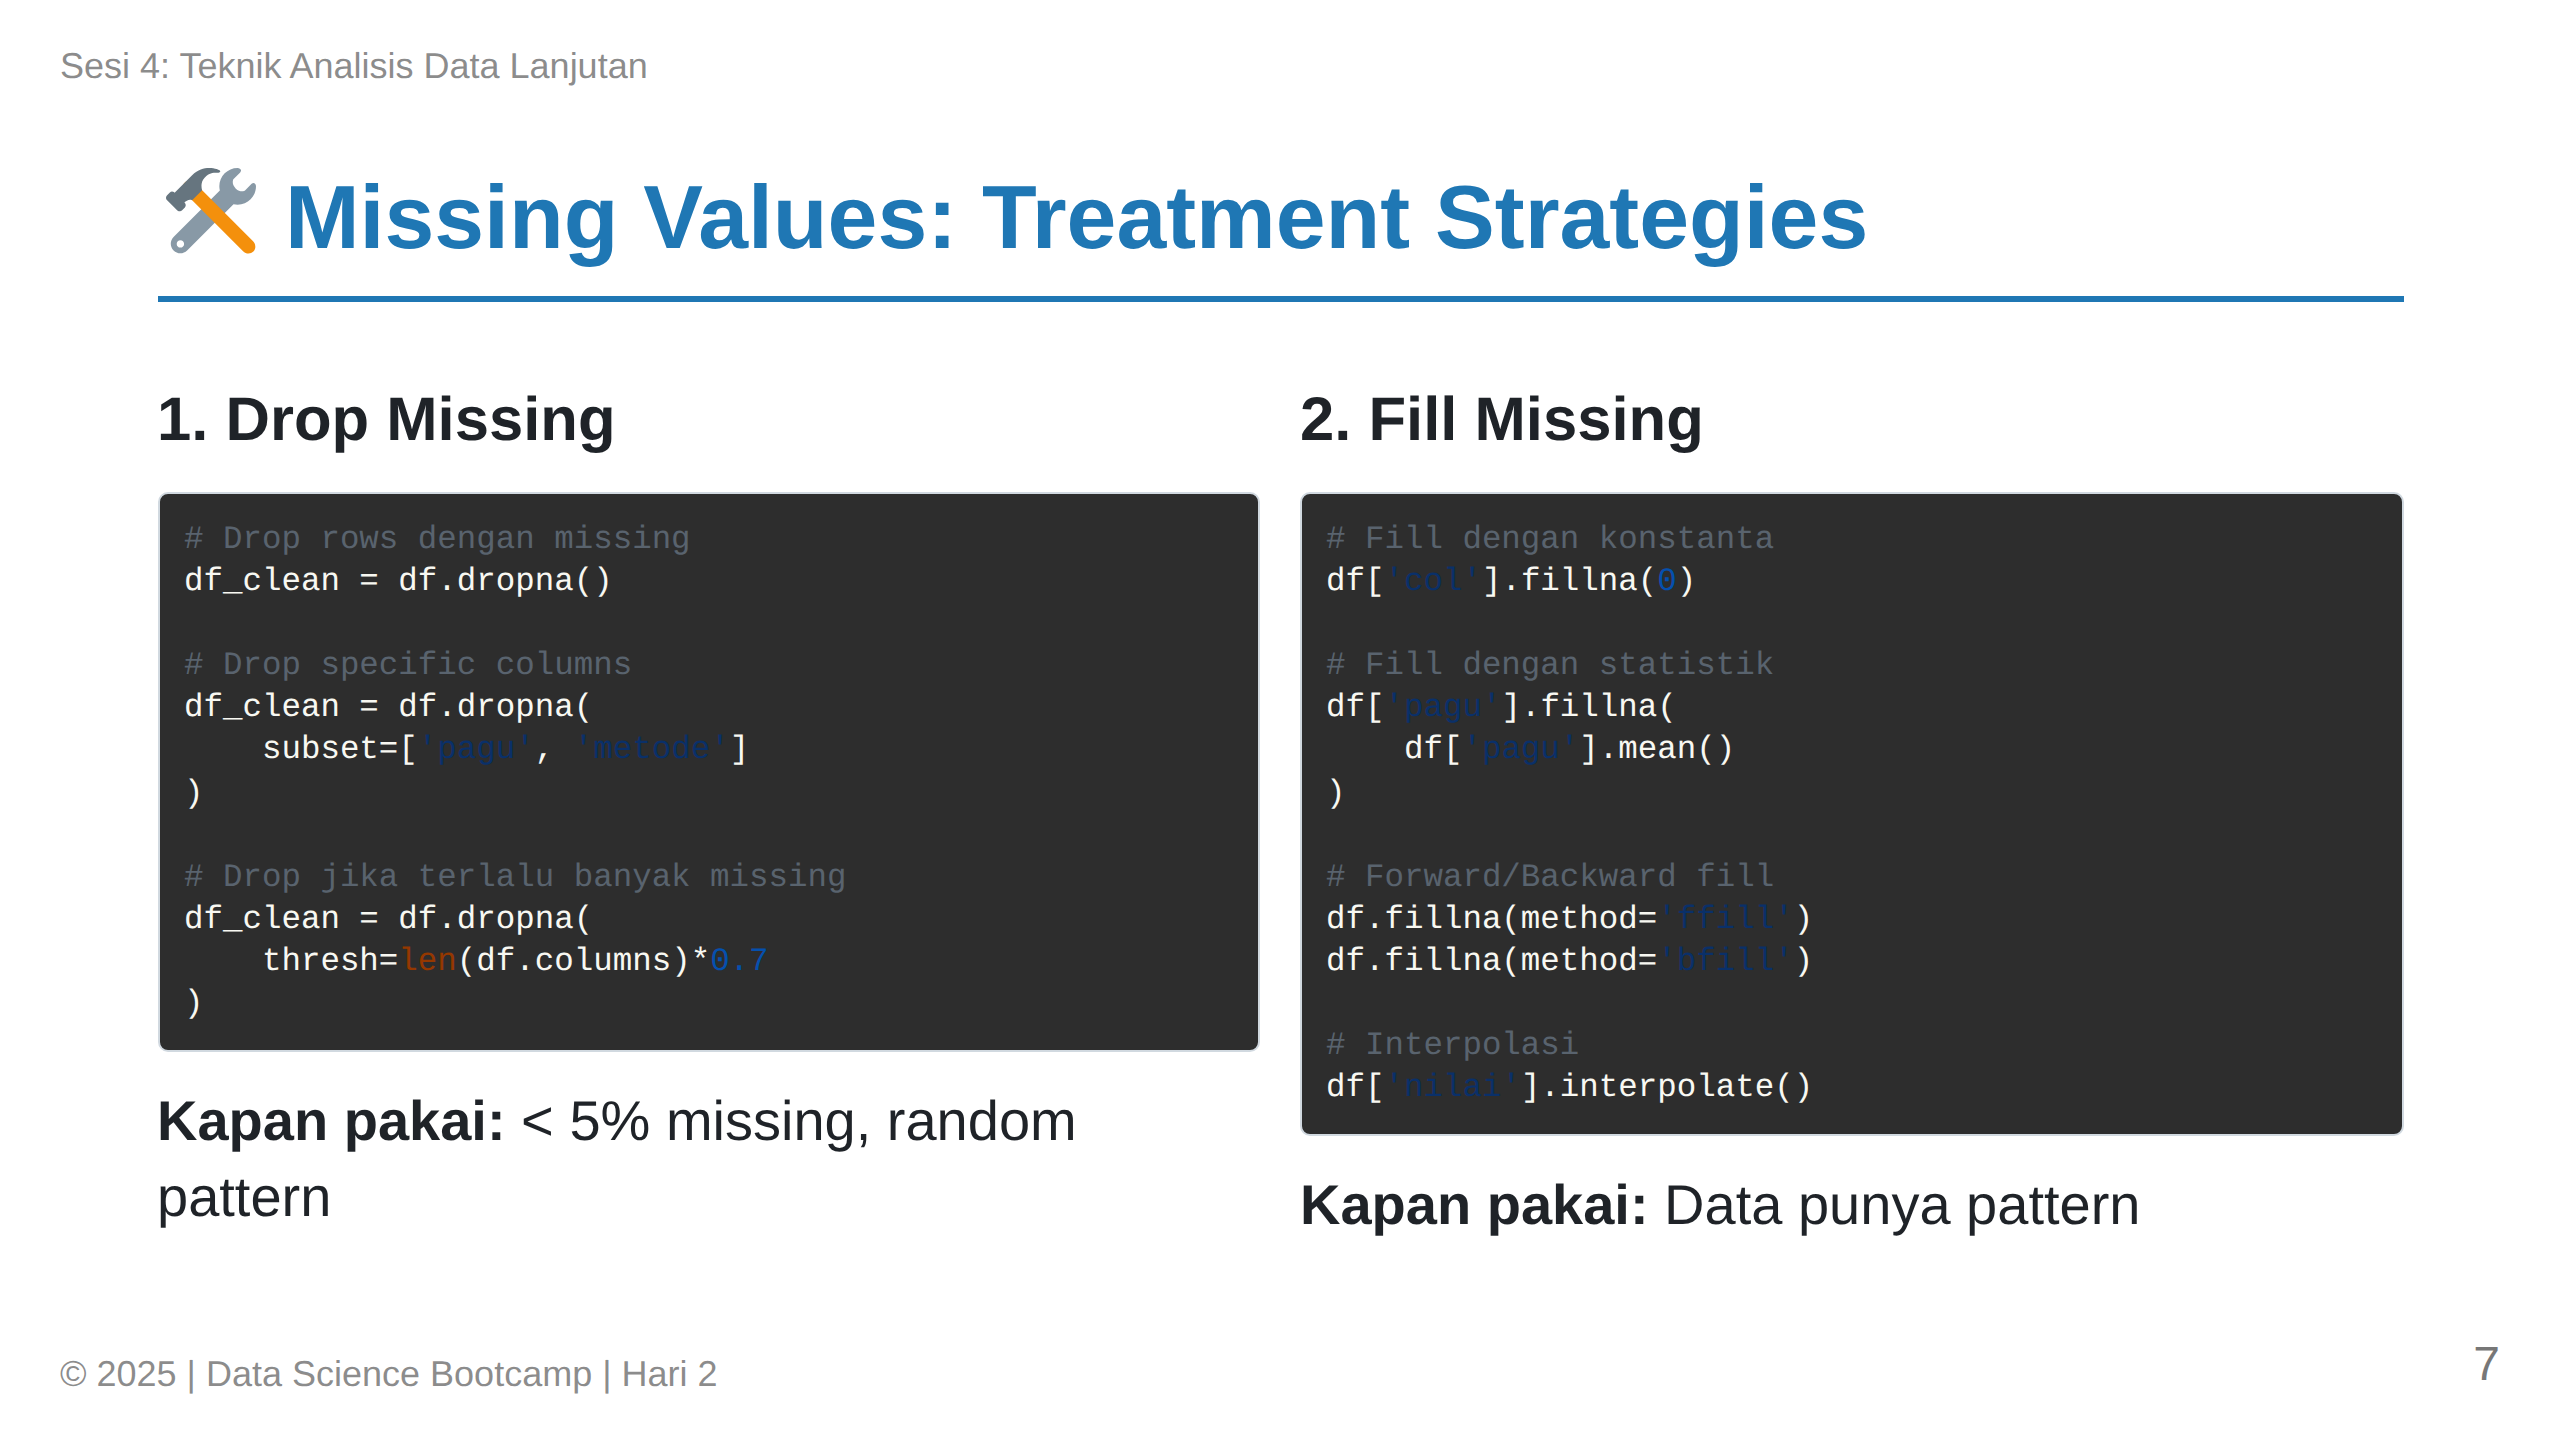 Sesi 4: Teknik Analisis Data Lanjutan
🛠 Missing Values: Treatment Strategies
1. Drop Missing
# Drop rows dengan missing
df_clean = df.dropna()
# Drop specific columns
df_clean = df.dropna(
    subset=['pagu', 'metode']
)
# Drop jika terlalu banyak missing
df_clean = df.dropna(
    thresh=len(df.columns)*0.7
)
Kapan pakai: < 5% missing, random
pattern
2. Fill Missing
# Fill dengan konstanta
df['col'].fillna(0)
# Fill dengan statistik
df['pagu'].fillna(
    df['pagu'].mean()
)
# Forward/Backward fill
df.fillna(method='ffill')
df.fillna(method='bfill')
# Interpolasi
df['nilai'].interpolate()
Kapan pakai: Data punya pattern
© 2025 | Data Science Bootcamp | Hari 2
7